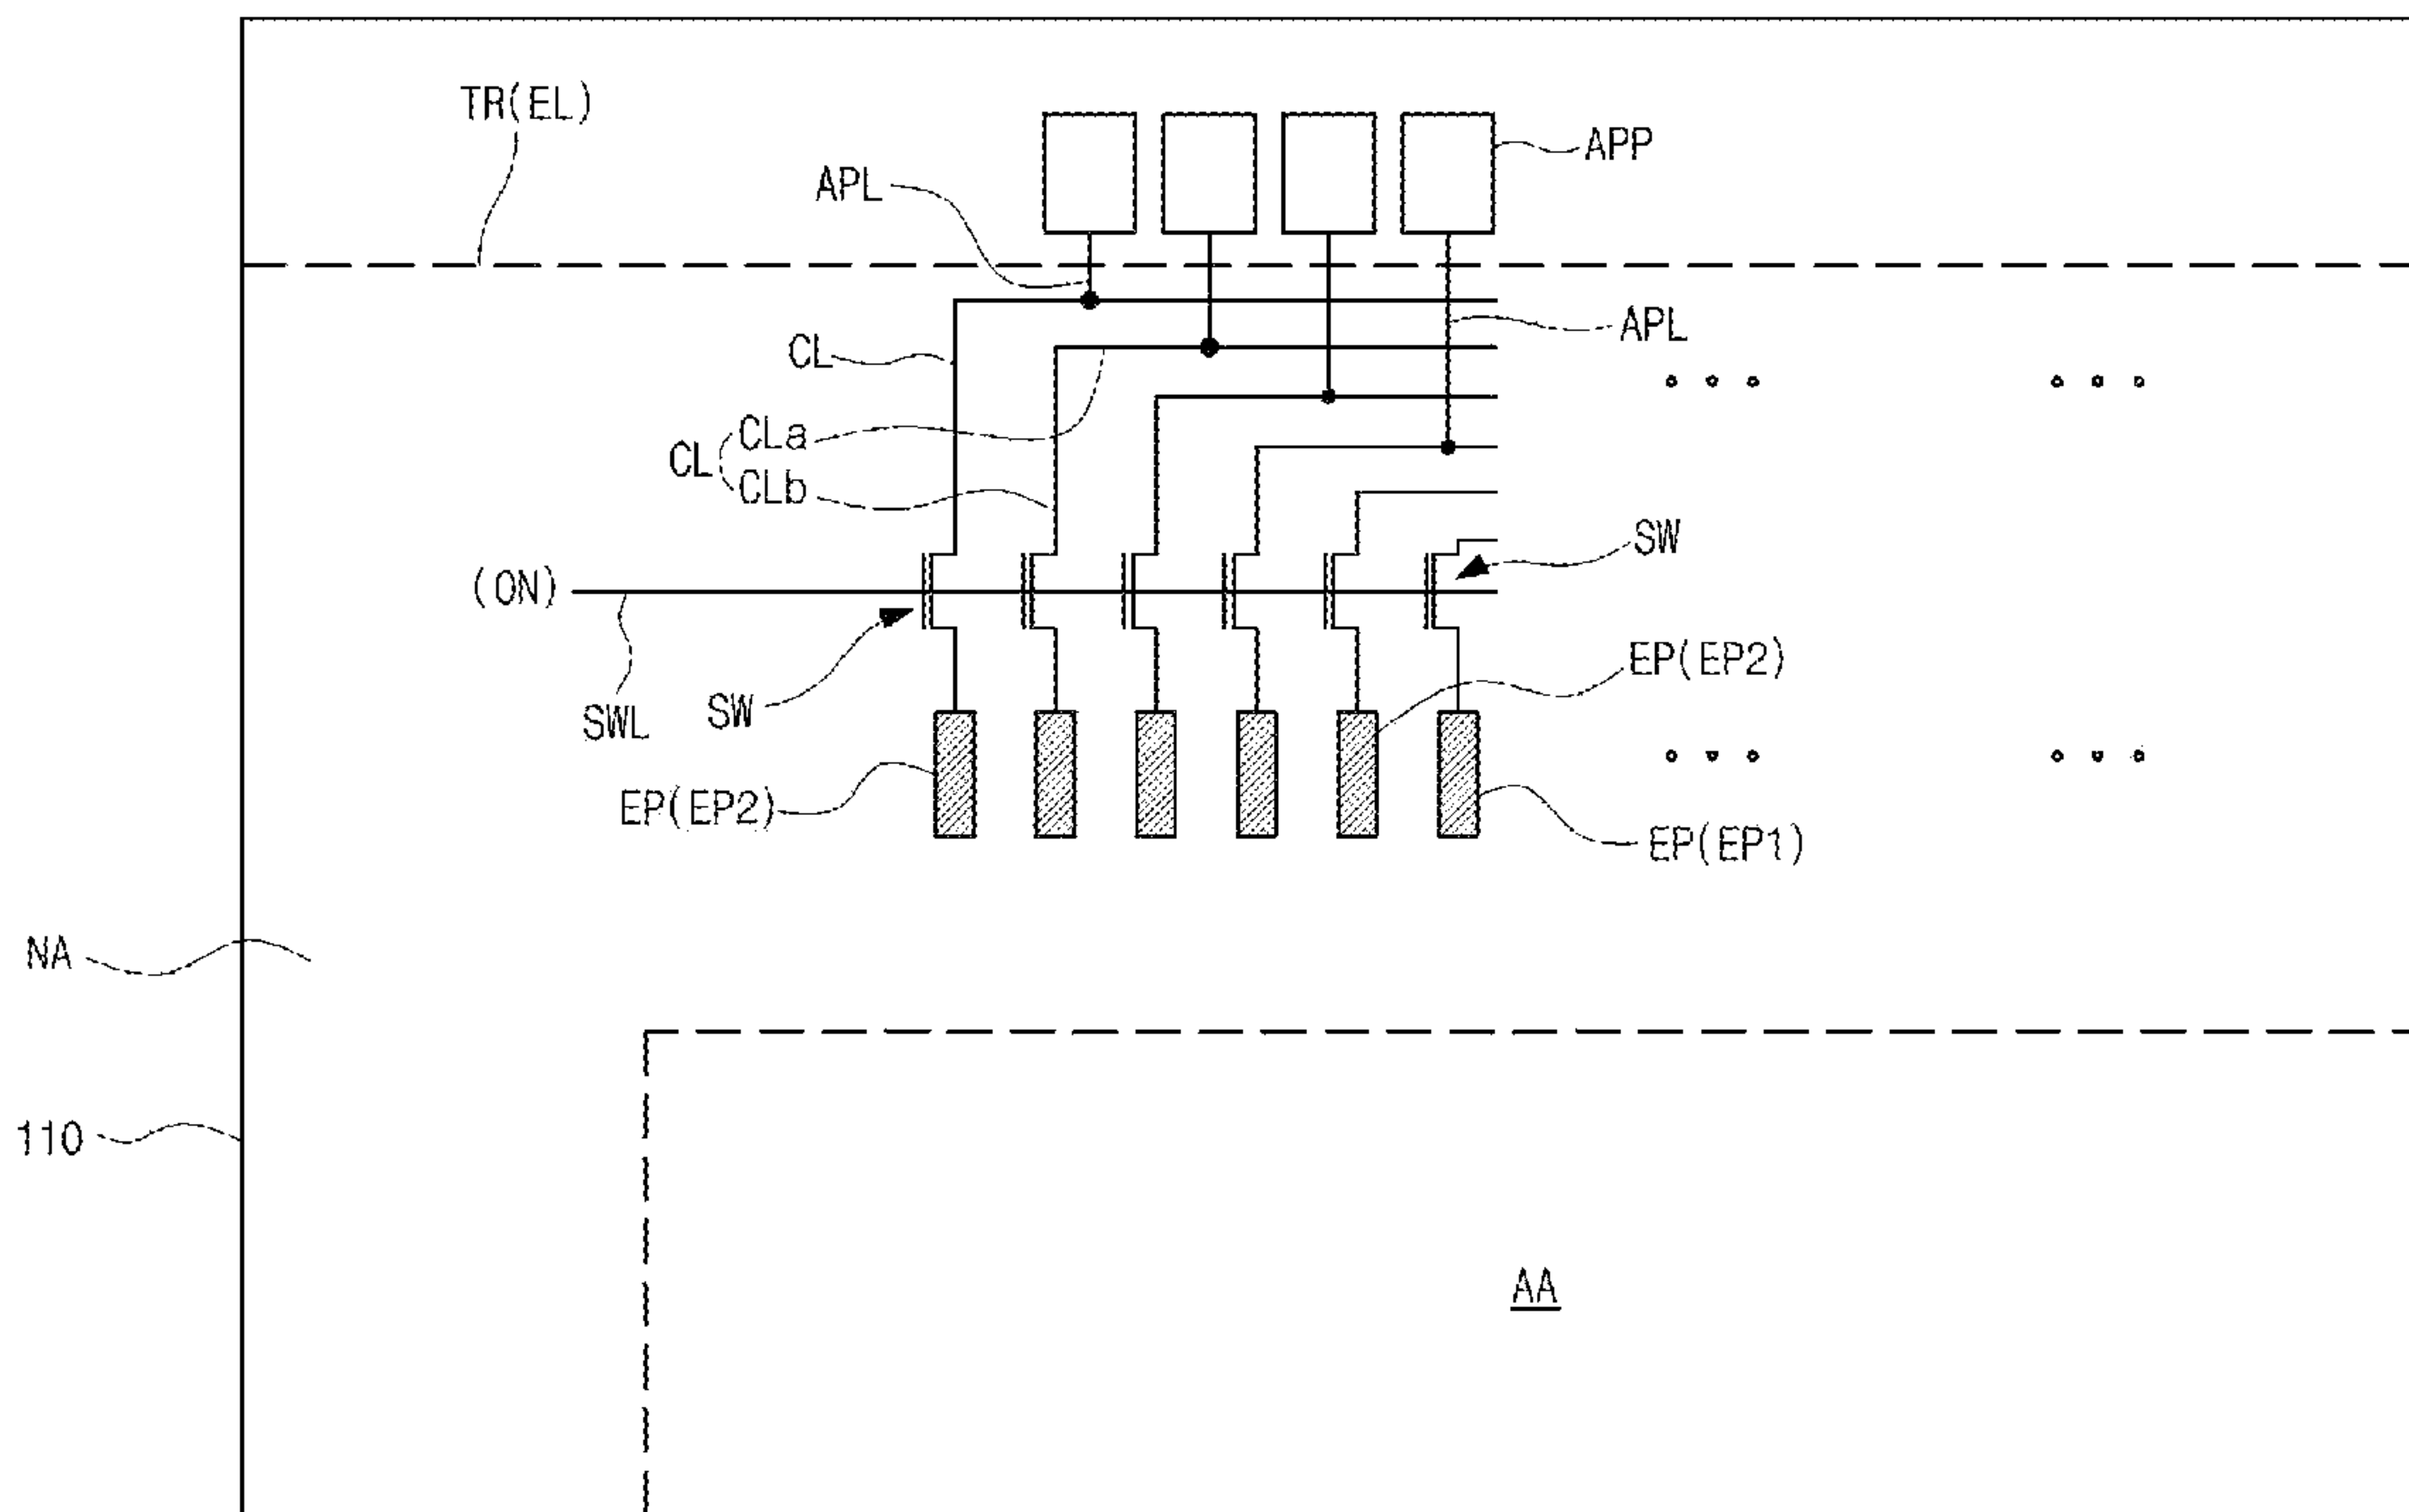 TR(EL)
APP
APL
APL
CL
CLa
CL
CLb
SW
(ON)
EP(EP2)
SW
SWL
EP(EP2)
EP(EP1)
NA
110
AA